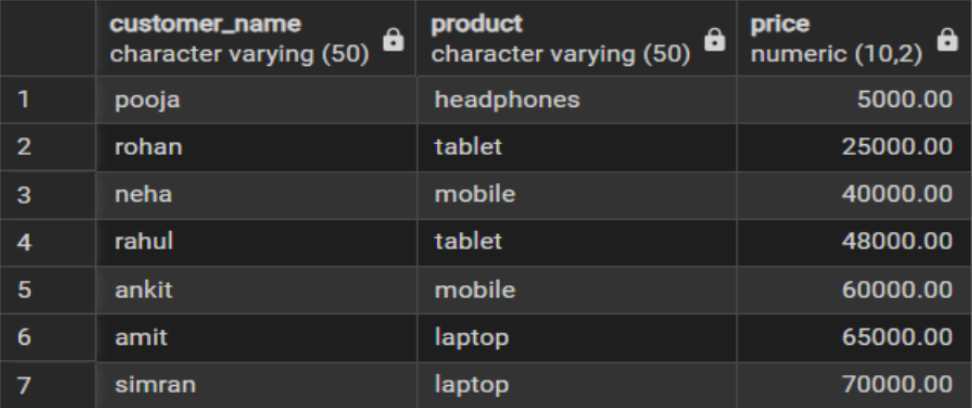 customer_name product price
character varying (50) character varying (50) numeric (10,2)
1 pooja headphones 5000.00
2 rohan tablet 25000.00
3 neha mobile 40000.00
4 rahul tablet 48000.00
5 ankit mobile 60000.00
6 amit laptop 65000.00
7 simran laptop 70000.00